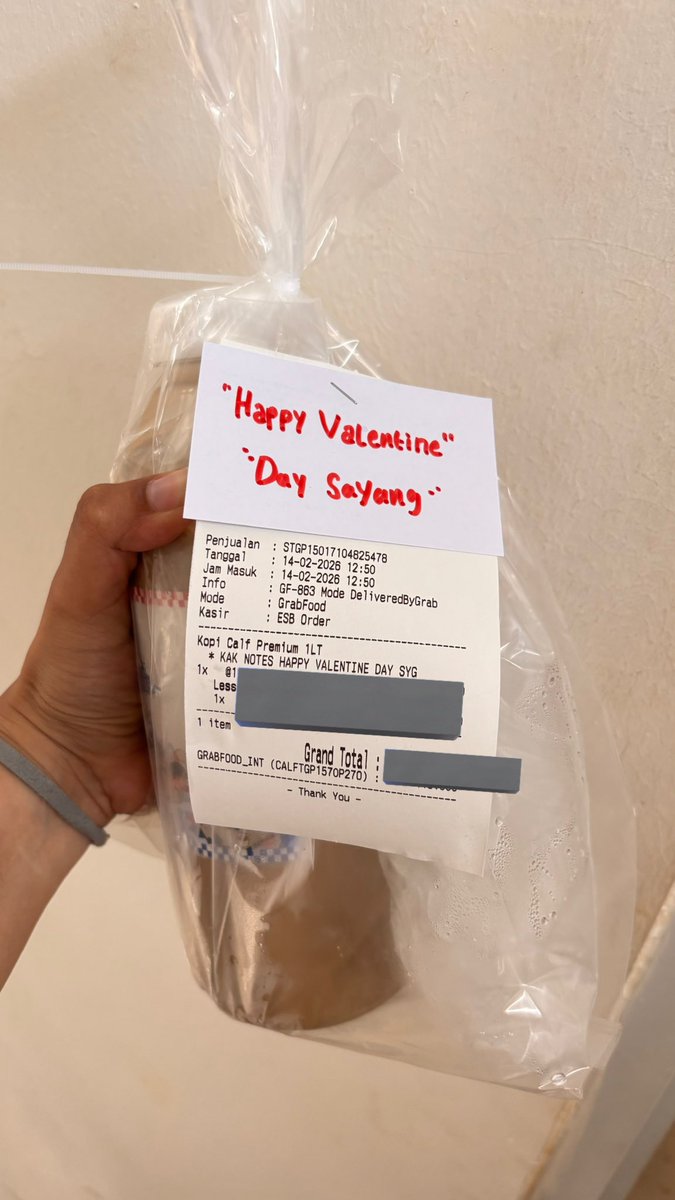 "Happy Valentine"
"Day Sayang"
Penjualan : STGP15017104825478
Tanggal : 14-02-2026 12:50
Jam Masuk : 14-02-2026 12:50
Info : GF-863 Mode DeliveredByGrab
Mode : GrabFood
Kasir : ESB Order
Kopi Calf Premium 1LT
* KAK NOTES HAPPY VALENTINE DAY SYG
1x @1
Less
1x
1 item
Grand Total :
GRABFOOD_INT (CALFTGP1570P270) :
- Thank You -